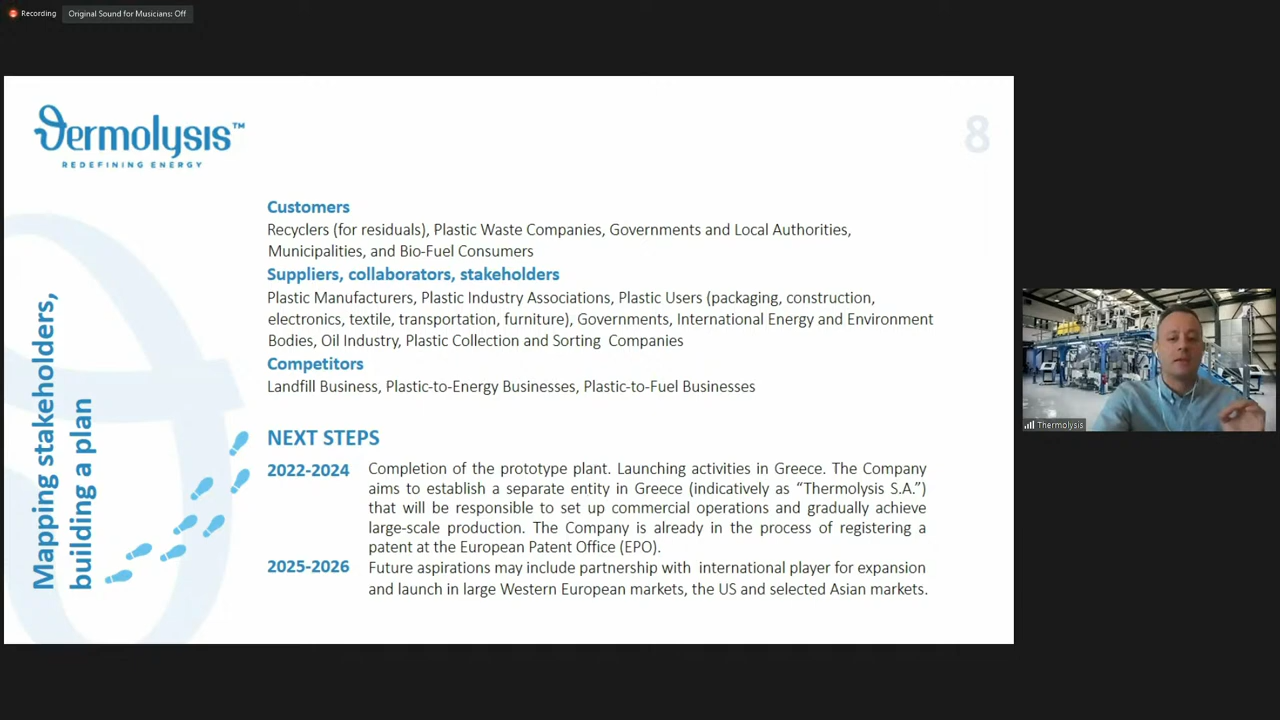 Recording
Original Sound for Musicians: Off
ϑermolysis™
REDEFINING ENERGY
8
Mapping stakeholders,
building a plan
Customers
Recyclers (for residuals), Plastic Waste Companies, Governments and Local Authorities,
Municipalities, and Bio-Fuel Consumers
Suppliers, collaborators, stakeholders
Plastic Manufacturers, Plastic Industry Associations, Plastic Users (packaging, construction,
electronics, textile, transportation, furniture), Governments, International Energy and Environment
Bodies, Oil Industry, Plastic Collection and Sorting Companies
Competitors
Landfill Business, Plastic-to-Energy Businesses, Plastic-to-Fuel Businesses
NEXT STEPS
2022-2024 Completion of the prototype plant. Launching activities in Greece. The Company
aims to establish a separate entity in Greece (indicatively as “Thermolysis S.A.”)
that will be responsible to set up commercial operations and gradually achieve
large-scale production. The Company is already in the process of registering a
patent at the European Patent Office (EPO).
2025-2026 Future aspirations may include partnership with international player for expansion
and launch in large Western European markets, the US and selected Asian markets.
Thermolysis